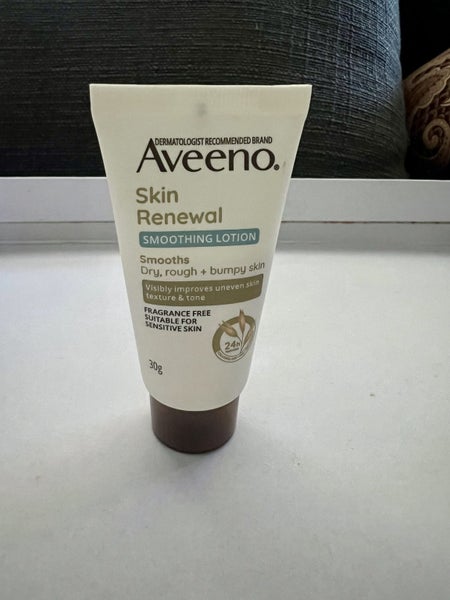 DERMATOLOGIST RECOMMENDED BRAND
Aveeno.
Skin
Renewal
SMOOTHING LOTION
Smooths
Dry, rough + bumpy skin
Visibly improves uneven skin
texture & tone
FRAGRANCE FREE
SUITABLE FOR
SENSITIVE SKIN
24h
30g